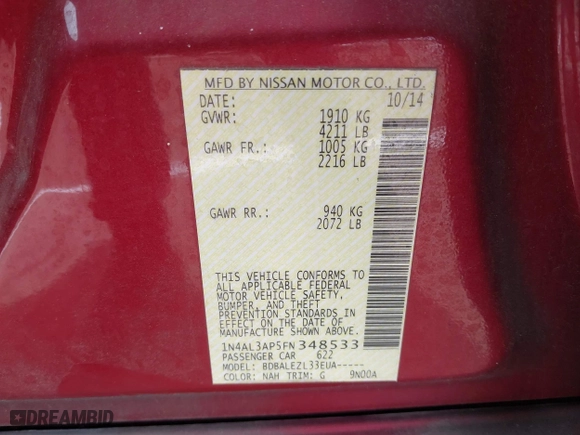 MFD BY NISSAN MOTOR CO., LTD.
DATE: 10/14
GVWR: 1910 KG
4211 LB
GAWR FR.: 1005 KG
2216 LB
GAWR RR.: 940 KG
2072 LB
THIS VEHICLE CONFORMS TO
ALL APPLICABLE FEDERAL
MOTOR VEHICLE SAFETY,
BUMPER, AND THEFT
PREVENTION STANDARDS IN
EFFECT ON THE DATE OF
MANUFACTURE SHOWN ABOVE.
1N4AL3AP5FN348533
PASSENGER CAR 622
MODEL: BDBALEZL33EUA-----
COLOR: NAH TRIM: G 9N00A
DREAMBID